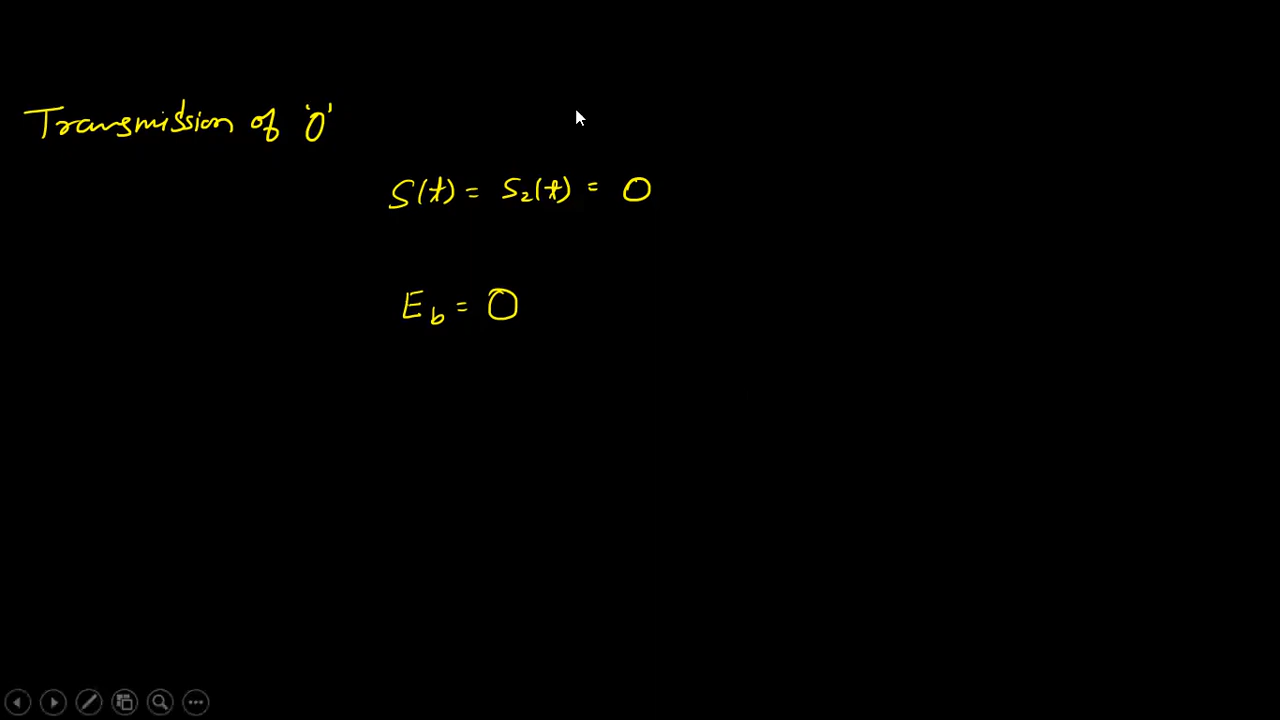 Transmission of '0'
S(t) = S₂(t) = 0
E_b = 0